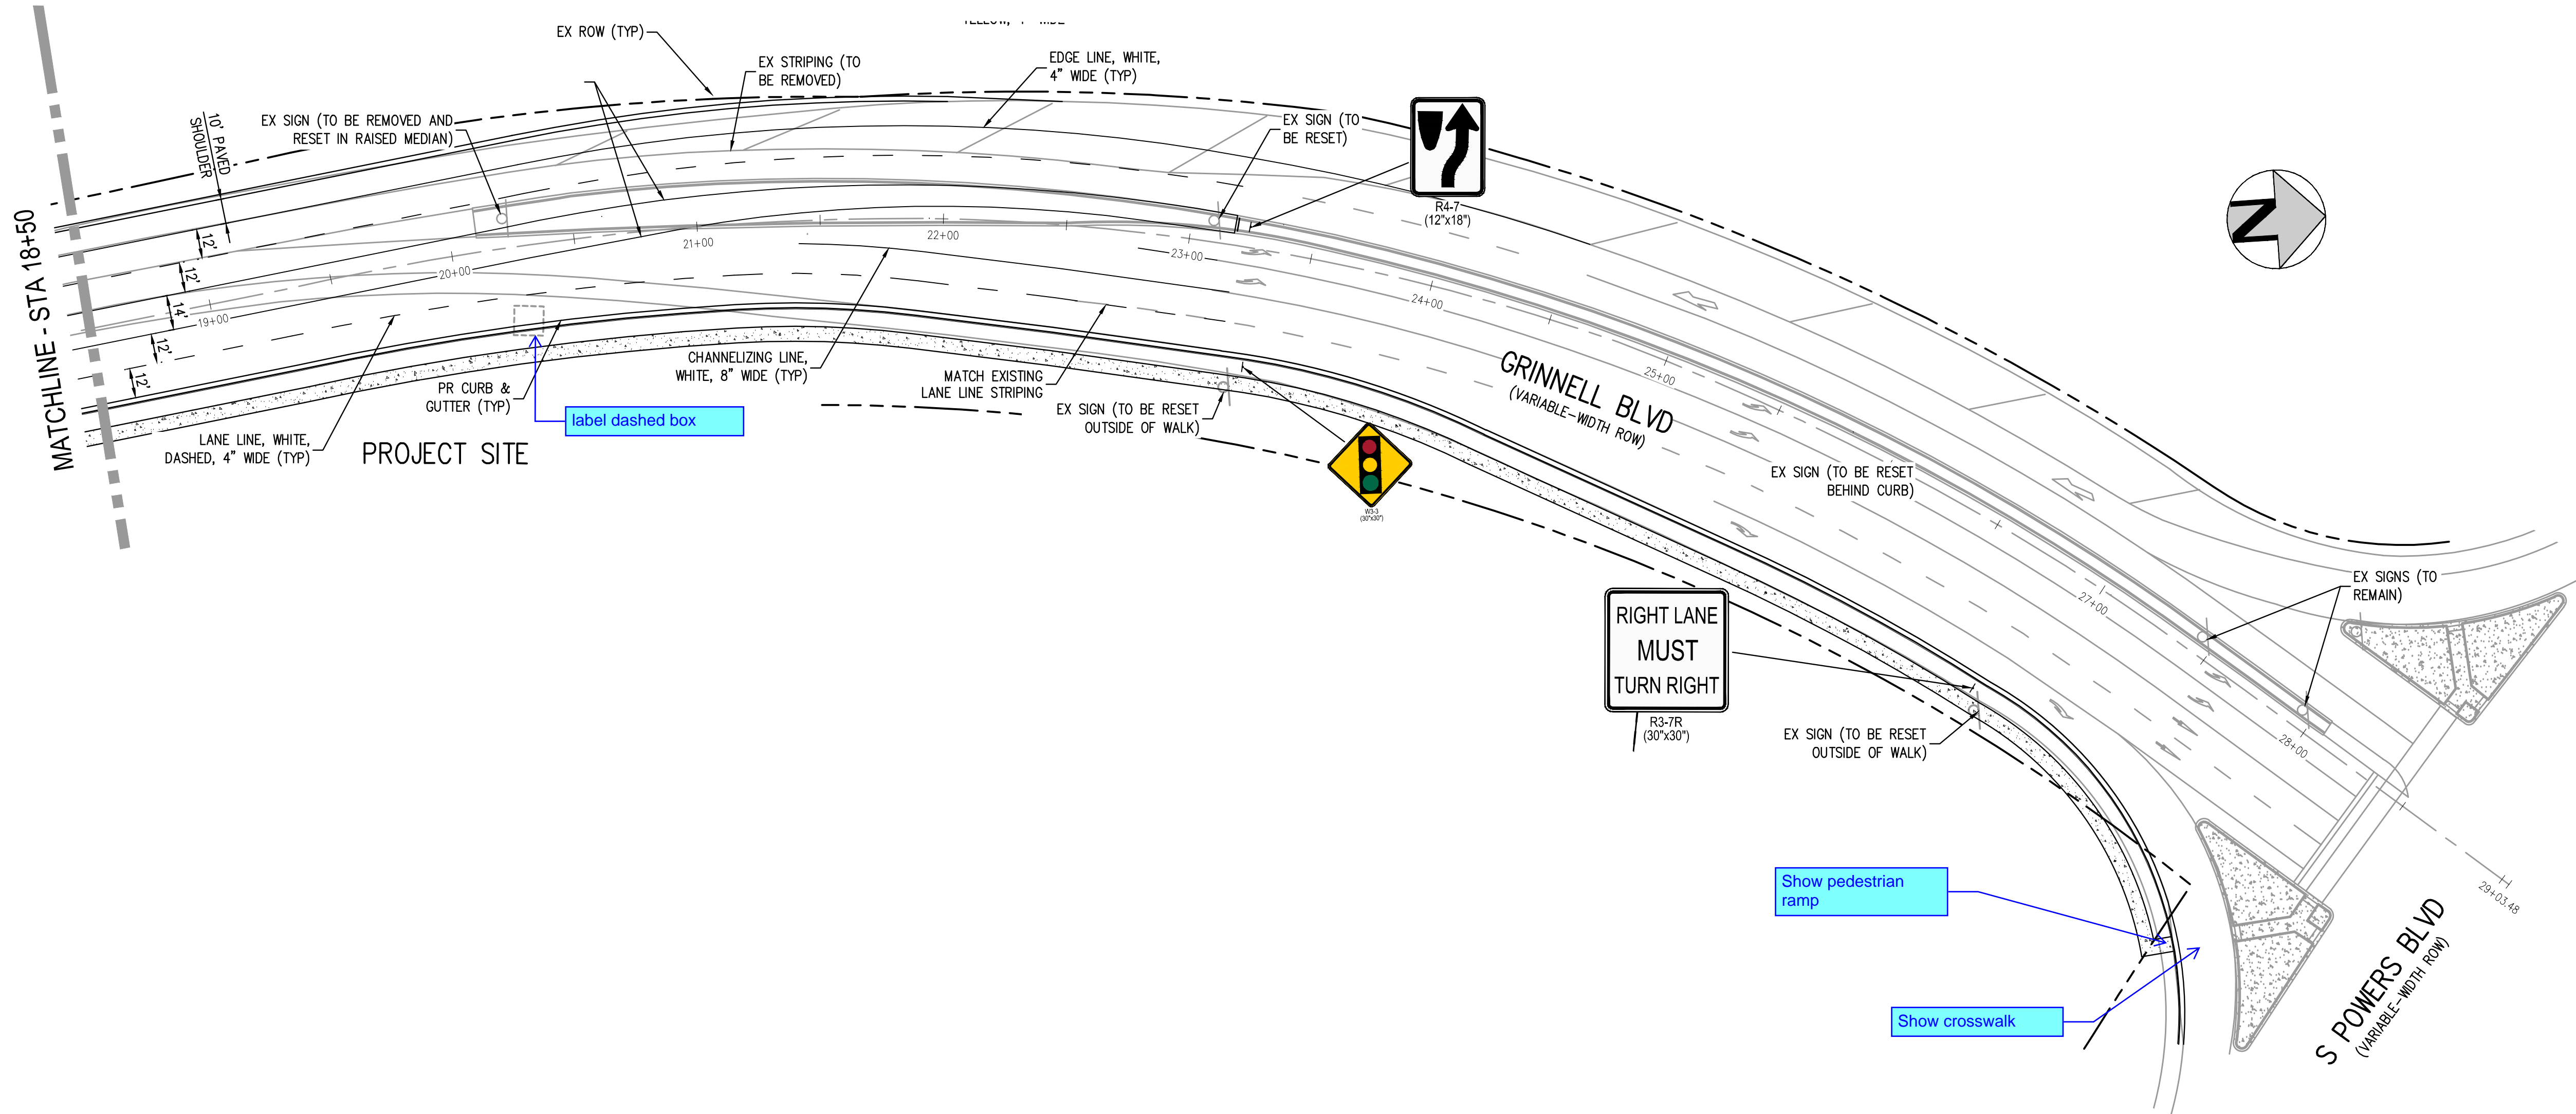 EX ROW (TYP)
EX STRIPING (TO
BE REMOVED)
EDGE LINE, WHITE,
4" WIDE (TYP)
10' PAVED
SHOULDER
EX SIGN (TO BE REMOVED AND
RESET IN RAISED MEDIAN)
EX SIGN (TO
BE RESET)
R4-7
(12"x18")
N
MATCHLINE - STA 18+50
12'
12'
14'
12'
12'
19+00
20+00
21+00
22+00
23+00
24+00
25+00
27+00
28+00
29+03.48
CHANNELIZING LINE,
WHITE, 8" WIDE (TYP)
MATCH EXISTING
LANE LINE STRIPING
PR CURB &
GUTTER (TYP)
label dashed box
LANE LINE, WHITE,
DASHED, 4" WIDE (TYP)
PROJECT SITE
EX SIGN (TO BE RESET
OUTSIDE OF WALK)
W3-3
(30"x30")
GRINNELL BLVD
(VARIABLE-WIDTH ROW)
EX SIGN (TO BE RESET
BEHIND CURB)
EX SIGNS (TO
REMAIN)
RIGHT LANE
MUST
TURN RIGHT
R3-7R
(30"x30")
EX SIGN (TO BE RESET
OUTSIDE OF WALK)
Show pedestrian
ramp
Show crosswalk
S POWERS BLVD
(VARIABLE-WIDTH ROW)